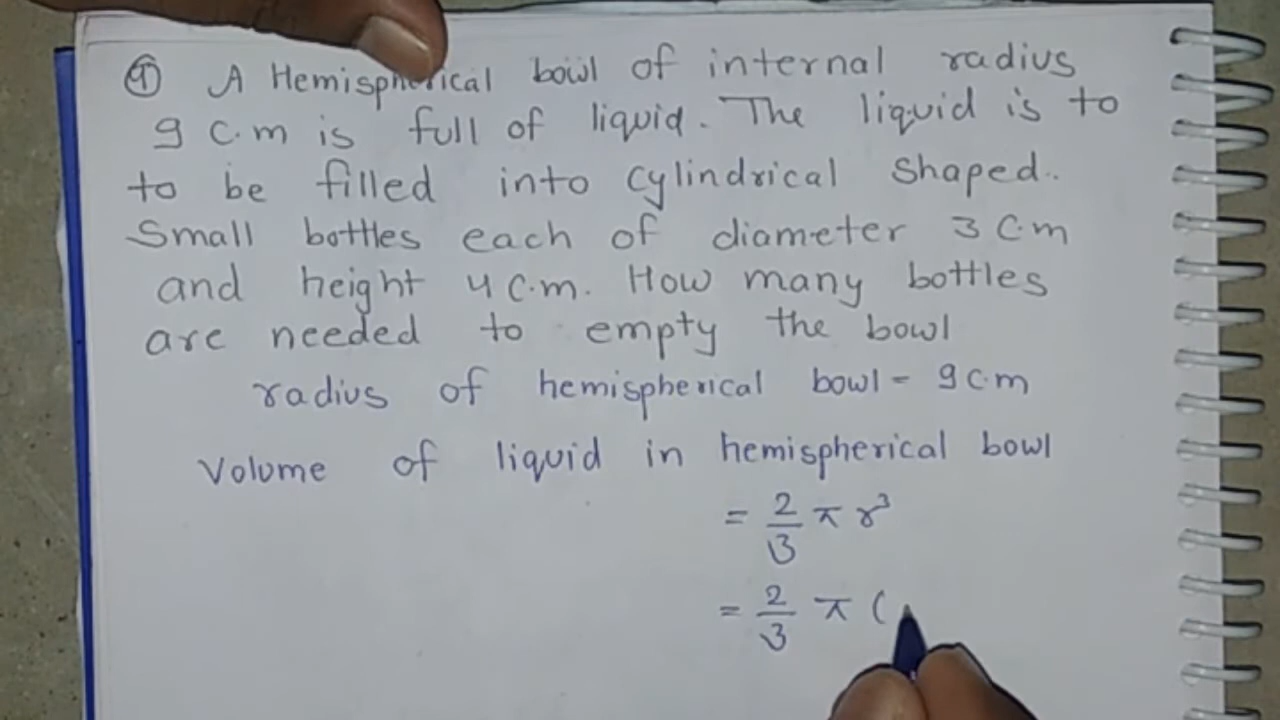 ① A Hemispherical bowl of internal radius
9 c.m is full of liquid. The liquid is to
to be filled into cylindrical shaped..
Small bottles each of diameter 3 c.m
and height 4 c.m. How many bottles
are needed to empty the bowl
radius of hemispherical bowl = 9 c.m
Volume of liquid in hemispherical bowl
= 2/3 π r³
= 2/3 π (